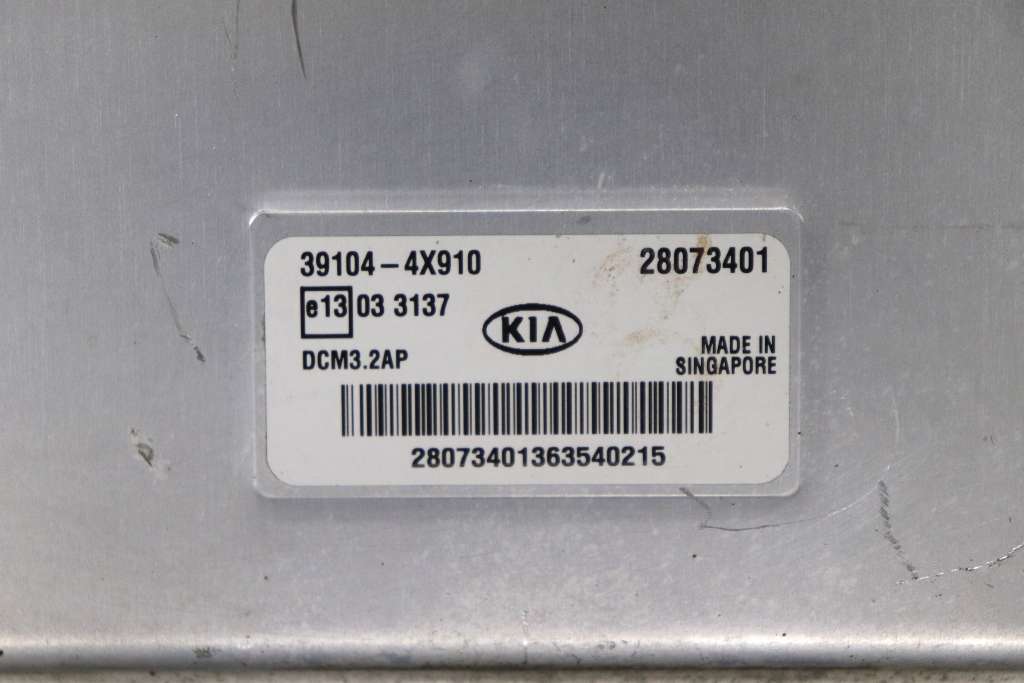 39104-4X910 28073401
e13 03 3137
KIA
DCM3.2AP
MADE IN
SINGAPORE
28073401363540215